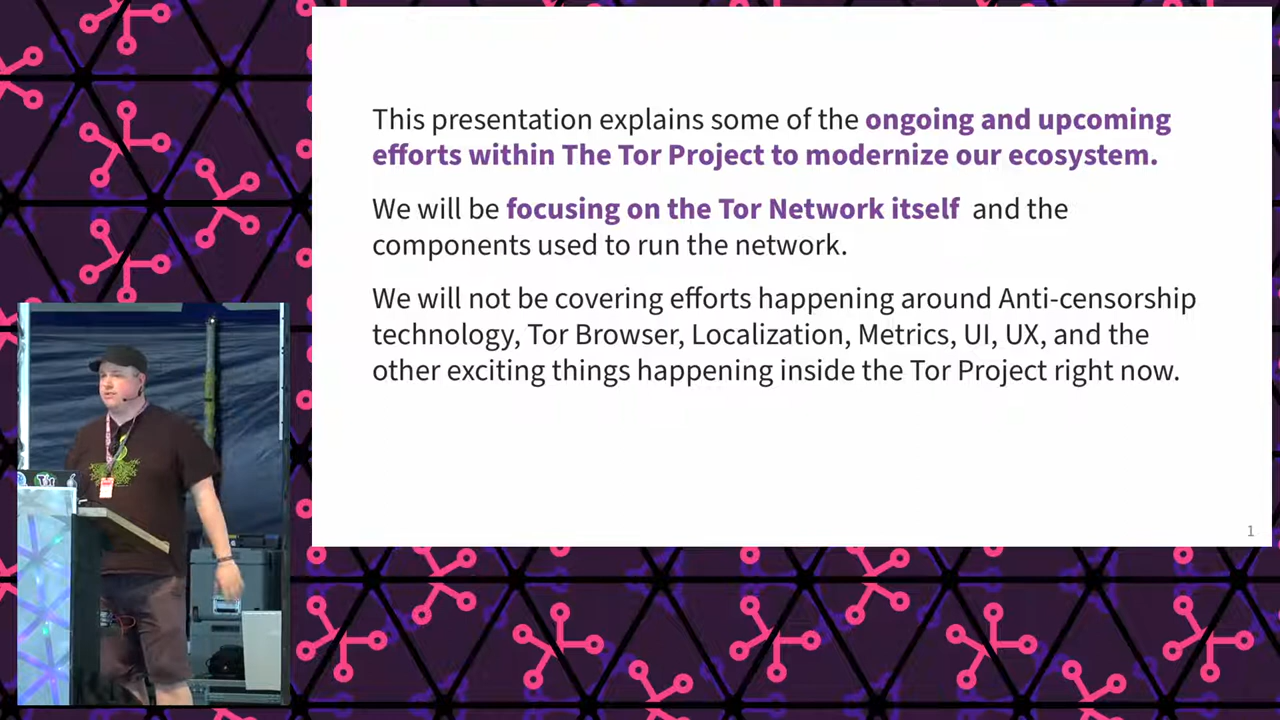 This presentation explains some of the ongoing and upcoming
efforts within The Tor Project to modernize our ecosystem.
We will be focusing on the Tor Network itself and the
components used to run the network.
We will not be covering efforts happening around Anti-censorship
technology, Tor Browser, Localization, Metrics, UI, UX, and the
other exciting things happening inside the Tor Project right now.
1